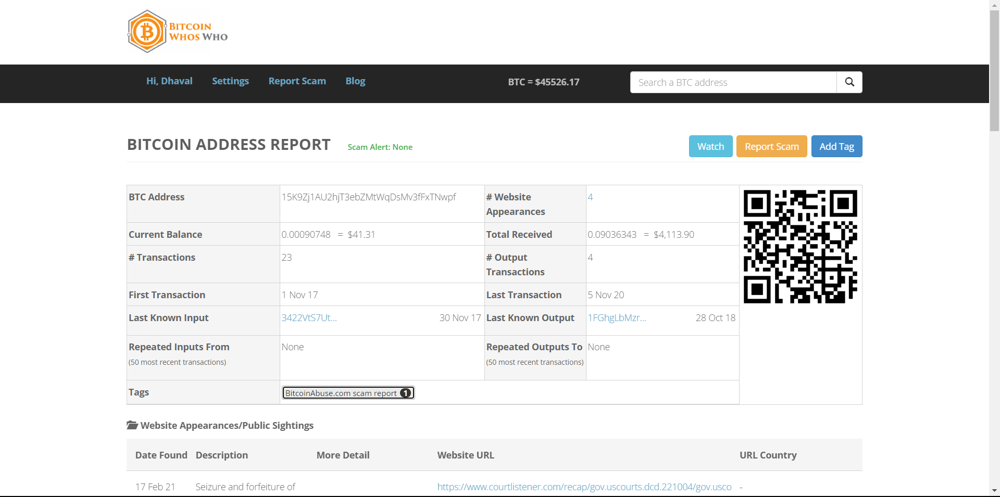 BITCOIN
WHOS WHO
Hi, Dhaval Settings Report Scam Blog BTC = $45526.17 Search a BTC address
BITCOIN ADDRESS REPORT Scam Alert: None Watch Report Scam Add Tag
BTC Address 15K9Zj1AU2hjT3ebZMtWqDsMv3fFxTNwpf # Website Appearances 4
Current Balance 0.00090748 = $41.31 Total Received 0.09036343 = $4,113.90
# Transactions 23 # Output Transactions 4
First Transaction 1 Nov 17 Last Transaction 5 Nov 20
Last Known Input 3422VtS7Ut... 30 Nov 17 Last Known Output 1FGhgLbMzr... 28 Oct 18
Repeated Inputs From None Repeated Outputs To None
(50 most recent transactions) (50 most recent transactions)
Tags BitcoinAbuse.com scam report 1
Website Appearances/Public Sightings
Date Found Description More Detail Website URL URL Country
17 Feb 21 Seizure and forfeiture of https://www.courtlistener.com/recap/gov.uscourts.dcd.221004/gov.usco -